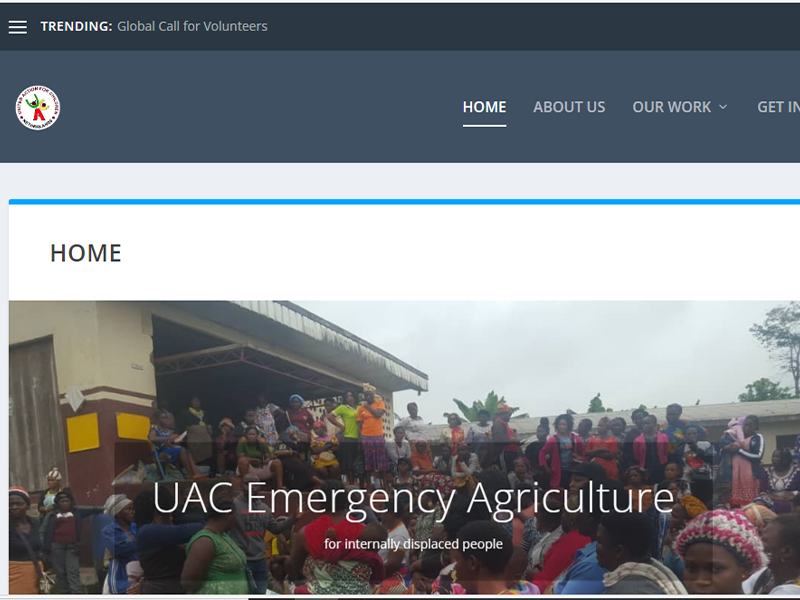 TRENDING: Global Call for Volunteers
HOME ABOUT US OUR WORK GET IN
HOME
UAC Emergency Agriculture
for internally displaced people